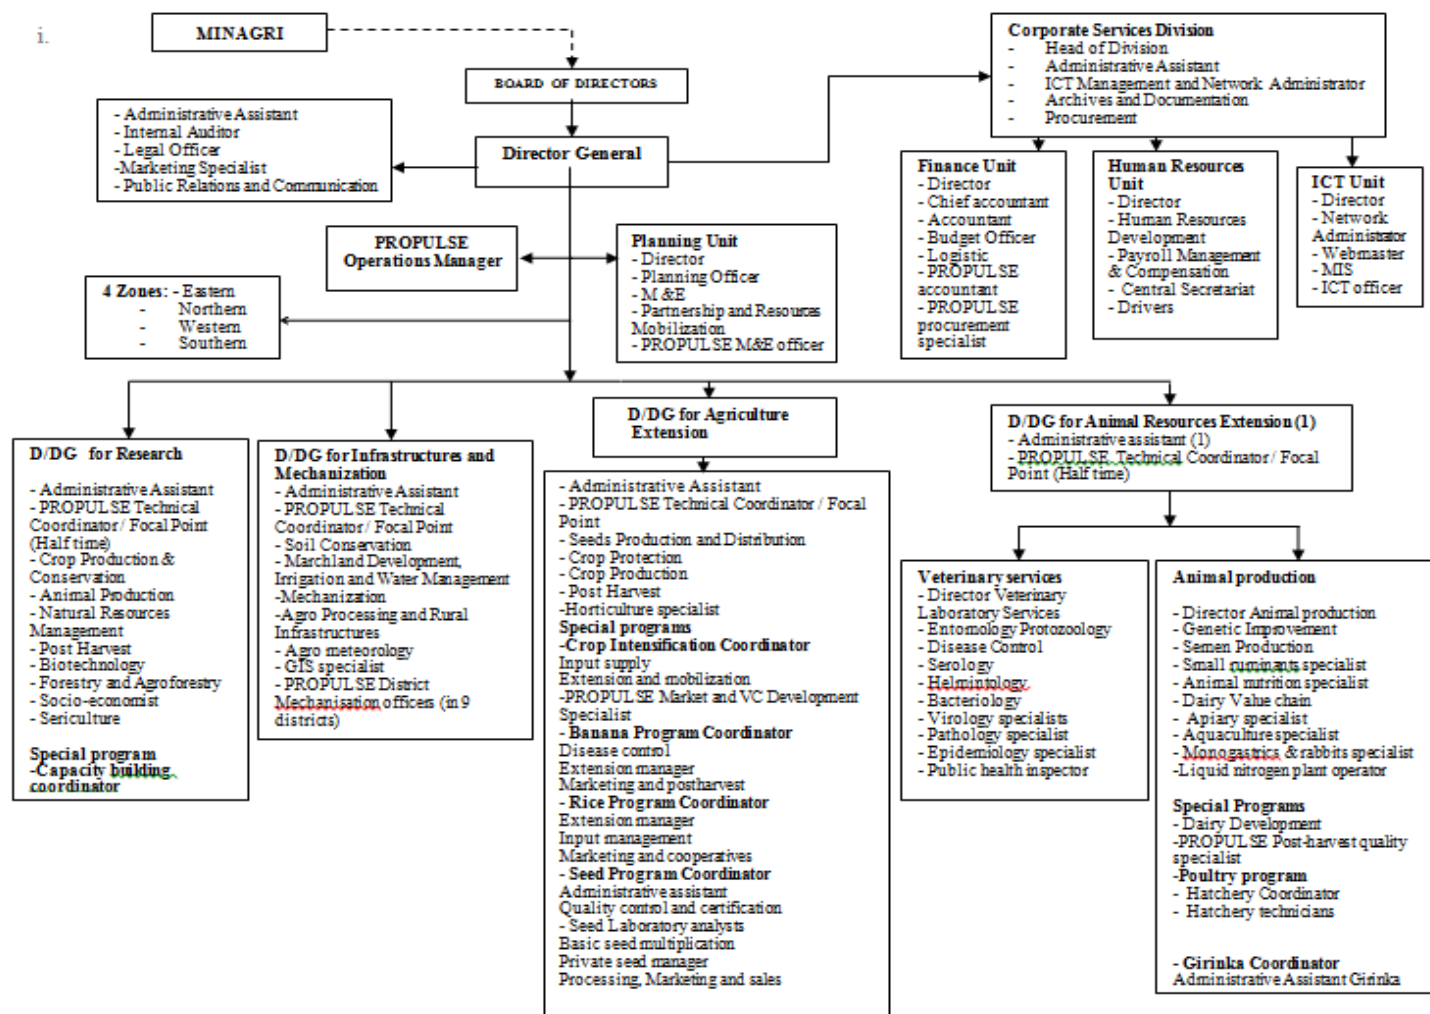 i.
MINAGRI
BOARD OF DIRECTORS
- Administrative Assistant
- Internal Auditor
- Legal Officer
-Marketing Specialist
- Public Relations and Communication
Director General
Corporate Services Division
- Head of Division
- Administrative Assistant
- ICT Management and Network Administrator
- Archives and Documentation
- Procurement
Finance Unit
- Director
- Chief accountant
- Accountant
- Budget Officer
- Logistic
- PROPULSE
accountant
- PROPULSE
procurement
specialist
Human Resources
Unit
- Director
- Human Resources
Development
- Payroll Management
& Compensation
- Central Secretariat
- Drivers
ICT Unit
- Director
- Network
Administrator
- Webmaster
- MIS
- ICT officer
PROPULSE
Operations Manager
Planning Unit
- Director
- Planning Officer
- M &E
- Partnership and Resources
Mobilization
- PROPULSE M&E officer
4 Zones: - Eastern
- Northern
- Western
- Southern
D/DG for Research
- Administrative Assistant
- PROPULSE Technical
Coordinator / Focal Point
(Half time)
- Crop Production &
Conservation
- Animal Production
- Natural Resources
Management
- Post Harvest
- Biotechnology
- Forestry and Agroforestry
- Socio-economist
- Sericulture
Special program
-Capacity building
coordinator
D/DG for Infrastructures and
Mechanization
- Administrative Assistant
- PROPULSE Technical
Coordinator / Focal Point
- Soil Conservation
- Marchland Development,
Irrigation and Water Management
-Mechanization
-Agro Processing and Rural
Infrastructures
- Agro meteorology
- GIS specialist
- PROPULSE District
Mechanisation officers (in 9
districts)
D/DG for Agriculture
Extension
- Administrative Assistant
- PROPULSE Technical Coordinator / Focal
Point
- Seeds Production and Distribution
- Crop Protection
- Crop Production
- Post Harvest
-Horticulture specialist
Special programs
-Crop Intensification Coordinator
Input supply
Extension and mobilization
-PROPULSE Market and VC Development
Specialist
- Banana Program Coordinator
Disease control
Extension manager
Marketing and postharvest
- Rice Program Coordinator
Extension manager
Input management
Marketing and cooperatives
- Seed Program Coordinator
Administrative assistant
Quality control and certification
- Seed Laboratory analysts
Basic seed multiplication
Private seed manager
Processing, Marketing and sales
D/DG for Animal Resources Extension (1)
- Administrative assistant (1)
- PROPULSE Technical Coordinator / Focal
Point (Half time)
Veterinary services
- Director Veterinary
Laboratory Services
- Entomology Protozoology
- Disease Control
- Serology
- Helmintology
- Bacteriology
- Virology specialists
- Pathology specialist
- Epidemiology specialist
- Public health inspector
Animal production
- Director Animal production
- Genetic Improvement
- Semen Production
- Small ruminants specialist
- Animal nutrition specialist
- Dairy Value chain
- Apiary specialist
- Aquaculture specialist
- Monogastrics & rabbits specialist
-Liquid nitrogen plant operator
Special Programs
- Dairy Development
-PROPULSE Post-harvest quality
specialist
-Poultry program
- Hatchery Coordinator
- Hatchery technicians
- Girinka Coordinator
Administrative Assistant Girinka